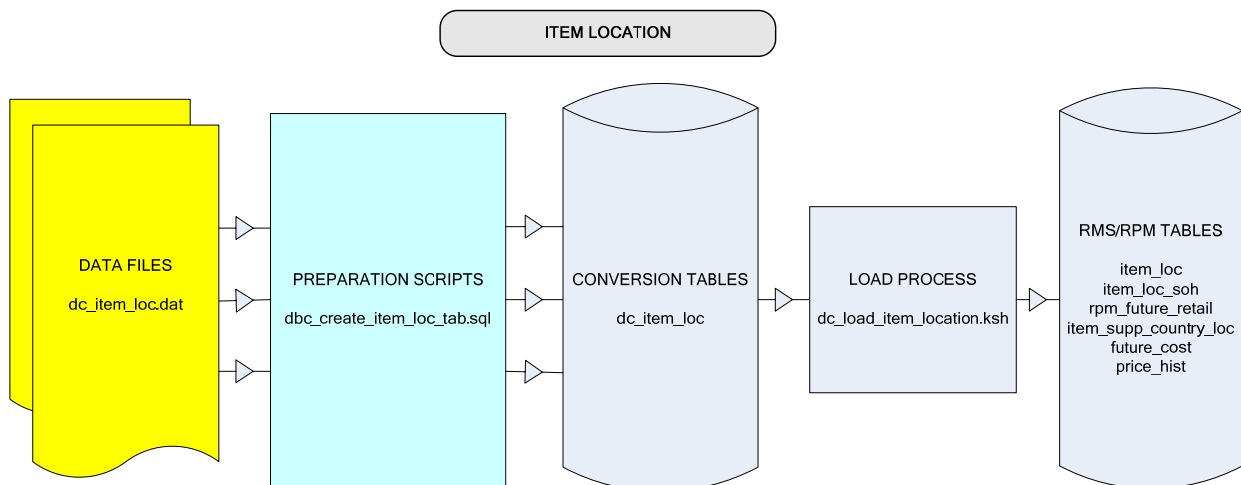 ITEM LOCATION
DATA FILES
dc_item_loc.dat
PREPARATION SCRIPTS
dbc_create_item_loc_tab.sql
CONVERSION TABLES
dc_item_loc
LOAD PROCESS
dc_load_item_location.ksh
RMS/RPM TABLES
item_loc
item_loc_soh
rpm_future_retail
item_supp_country_loc
future_cost
price_hist